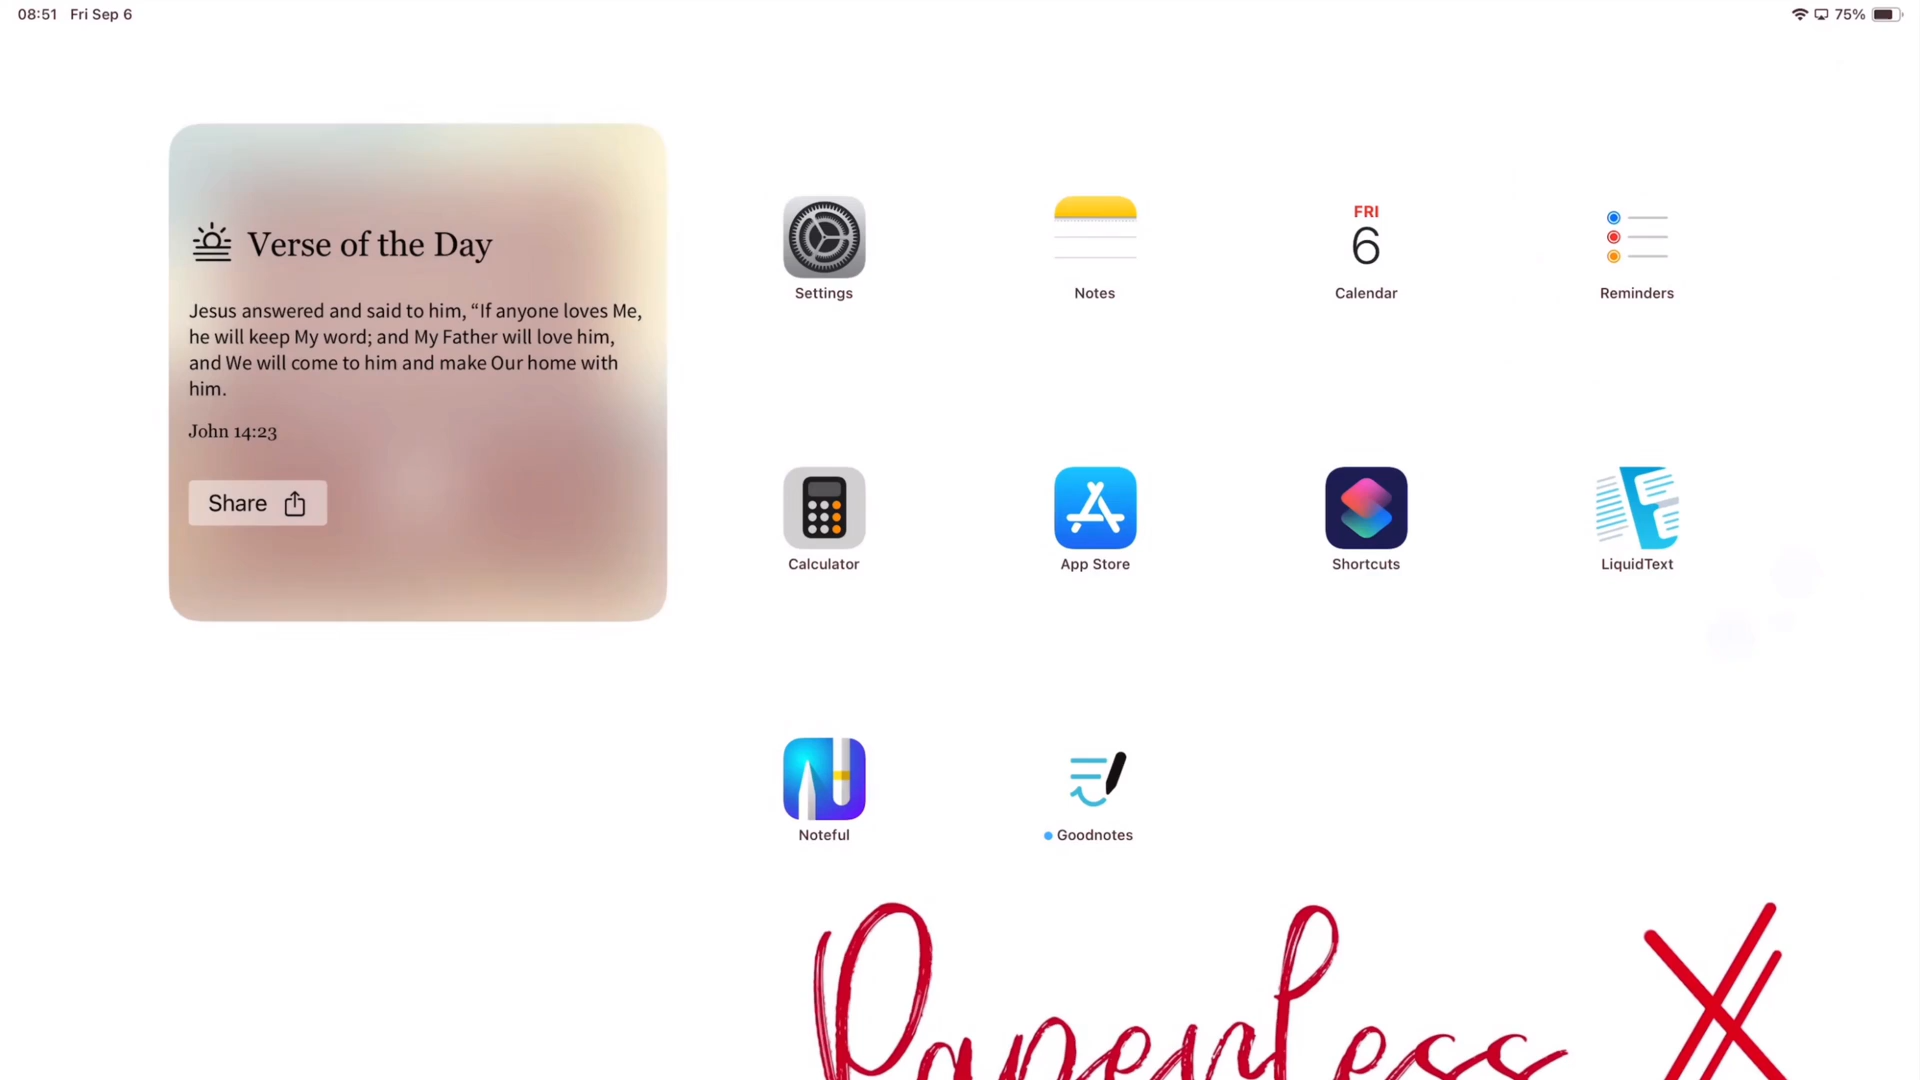 08:51 Fri Sep 6
75%
Verse of the Day
Jesus answered and said to him, “If anyone loves Me,
he will keep My word; and My Father will love him,
and We will come to him and make Our home with
him.
John 14:23
Share
Settings
Notes
FRI
6
Calendar
Reminders
Calculator
App Store
Shortcuts
LiquidText
Noteful
Goodnotes
Paperless X